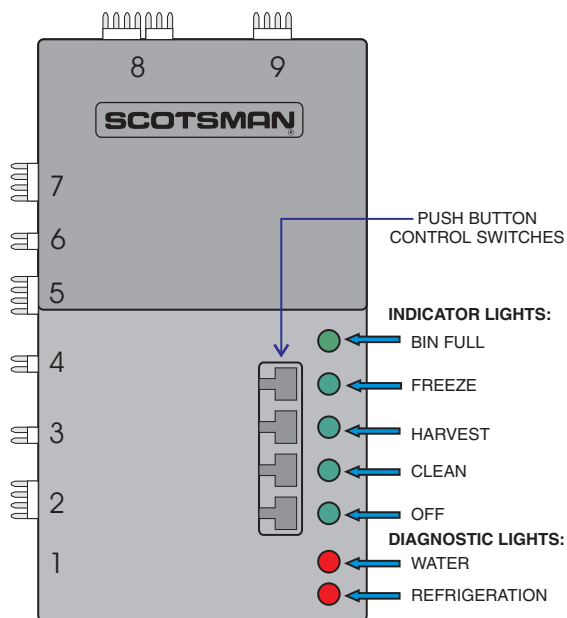 8 9
SCOTSMAN
7
6
5
4
3
2
1
PUSH BUTTON
CONTROL SWITCHES
INDICATOR LIGHTS:
BIN FULL
FREEZE
HARVEST
CLEAN
OFF
DIAGNOSTIC LIGHTS:
WATER
REFRIGERATION